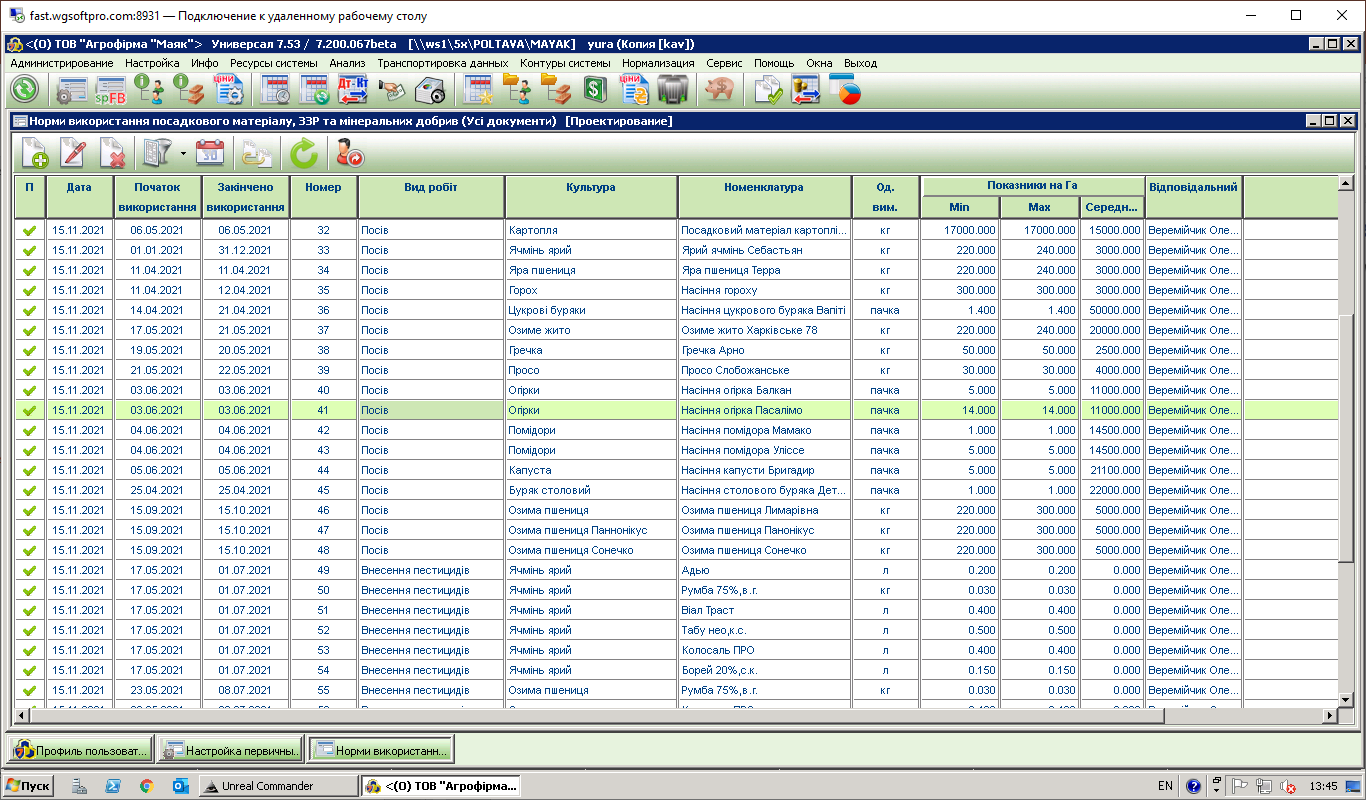 fast.wgsoftpro.com:8931 — Подключение к удаленному рабочему столу
<(O) ТОВ "Агрофірма "Маяк"> Универсал 7.53 / 7.200.067beta [\\ws1\5x\POLTAVA\MAYAK] yura (Копия [kav])
Администрирование Настройка Инфо Ресурсы системы Анализ Транспортировка данных Контуры системы Нормализация Сервис Помощь Окна Выход
spFB ЦІНИ Дт-Кт ЦІНИ
Норми використання посадкового матеріалу, ЗЗР та мінеральних добрив (Усі документи) [Проектирование]
П Дата Початок використання Закінчено використання Номер Вид робіт Культура Номенклатура Од. вим. Показники на Га Відповідальний
Min Max Середн...
15.11.2021 06.05.2021 06.05.2021 32 Посів Картопля Посадковий матеріал картоплі... кг 17000.000 17000.000 15000.000 Веремійчик Оле...
15.11.2021 01.01.2021 31.12.2021 33 Посів Ячмінь ярий Ярий ячмінь Себастьян кг 220.000 240.000 3000.000 Веремійчик Оле...
15.11.2021 11.04.2021 11.04.2021 34 Посів Яра пшениця Яра пшениця Терра кг 220.000 240.000 3000.000 Веремійчик Оле...
15.11.2021 11.04.2021 12.04.2021 35 Посів Горох Насіння гороху кг 300.000 300.000 3000.000 Веремійчик Оле...
15.11.2021 14.04.2021 21.04.2021 36 Посів Цукрові буряки Насіння цукрового буряка Вапіті пачка 1.400 1.400 50000.000 Веремійчик Оле...
15.11.2021 17.05.2021 21.05.2021 37 Посів Озиме жито Озиме жито Харківське 78 кг 220.000 240.000 20000.000 Веремійчик Оле...
15.11.2021 19.05.2021 20.05.2021 38 Посів Гречка Гречка Арно кг 50.000 50.000 2500.000 Веремійчик Оле...
15.11.2021 21.05.2021 22.05.2021 39 Посів Просо Просо Слобожанське кг 30.000 30.000 4000.000 Веремійчик Оле...
15.11.2021 03.06.2021 03.06.2021 40 Посів Огірки Насіння огірка Балкан пачка 5.000 5.000 11000.000 Веремійчик Оле...
15.11.2021 03.06.2021 03.06.2021 41 Посів Огірки Насіння огірка Пасалімо пачка 14.000 14.000 11000.000 Веремійчик Оле...
15.11.2021 04.06.2021 04.06.2021 42 Посів Помідори Насіння помідора Мамако пачка 1.000 1.000 14500.000 Веремійчик Оле...
15.11.2021 04.06.2021 04.06.2021 43 Посів Помідори Насіння помідора Уліссе пачка 5.000 5.000 14500.000 Веремійчик Оле...
15.11.2021 05.06.2021 05.06.2021 44 Посів Капуста Насіння капусти Бригадир пачка 5.000 5.000 21100.000 Веремійчик Оле...
15.11.2021 25.04.2021 25.04.2021 45 Посів Буряк столовий Насіння столового буряка Дет... пачка 1.000 1.000 22000.000 Веремійчик Оле...
15.11.2021 15.09.2021 15.10.2021 46 Посів Озима пшениця Озима пшениця Лимарівна кг 220.000 300.000 5000.000 Веремійчик Оле...
15.11.2021 15.09.2021 15.10.2021 47 Посів Озима пшениця Паннонікус Озима пшениця Панонікус кг 220.000 300.000 5000.000 Веремійчик Оле...
15.11.2021 15.09.2021 15.10.2021 48 Посів Озима пшениця Сонечко Озима пшениця Сонечко кг 220.000 300.000 5000.000 Веремійчик Оле...
15.11.2021 17.05.2021 01.07.2021 49 Внесення пестицидів Ячмінь ярий Адью л 0.200 0.200 0.000 Веремійчик Оле...
15.11.2021 17.05.2021 01.07.2021 50 Внесення пестицидів Ячмінь ярий Румба 75%,в.г. кг 0.030 0.030 0.000 Веремійчик Оле...
15.11.2021 17.05.2021 01.07.2021 51 Внесення пестицидів Ячмінь ярий Віал Траст л 0.400 0.400 0.000 Веремійчик Оле...
15.11.2021 17.05.2021 01.07.2021 52 Внесення пестицидів Ячмінь ярий Табу нео,к.с. л 0.500 0.500 0.000 Веремійчик Оле...
15.11.2021 17.05.2021 01.07.2021 53 Внесення пестицидів Ячмінь ярий Колосаль ПРО л 0.400 0.400 0.000 Веремійчик Оле...
15.11.2021 17.05.2021 01.07.2021 54 Внесення пестицидів Ячмінь ярий Борей 20%,с.к. л 0.150 0.150 0.000 Веремійчик Оле...
15.11.2021 23.05.2021 08.07.2021 55 Внесення пестицидів Озима пшениця Румба 75%,в.г. кг 0.030 0.030 0.000 Веремійчик Оле...
Профиль пользоват... Настройка первичны... Норми використанн...
Пуск Unreal Commander <(O) ТОВ "Агрофірма... EN 13:45